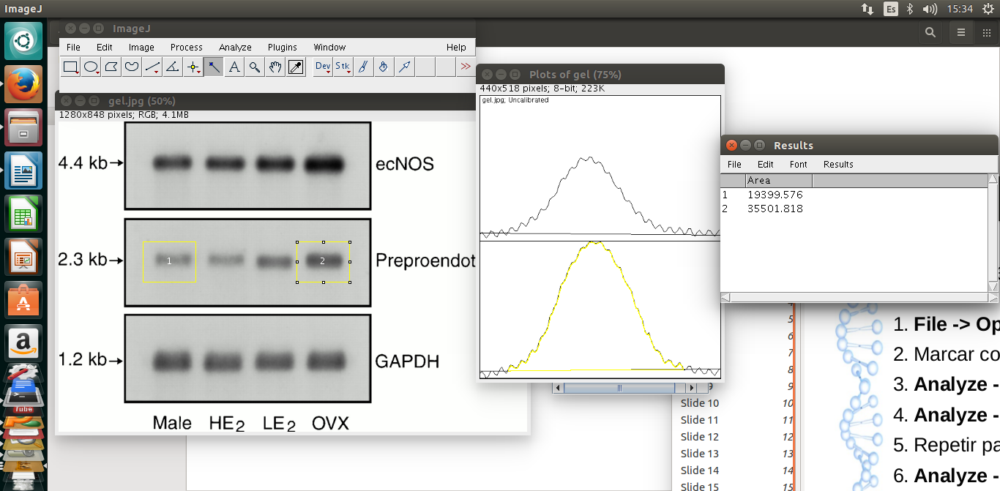 ImageJ
Es
15:34
ImageJ
File Edit Image Process Analyze Plugins Window Help
Dev Stk >>
gel.jpg (50%)
1280x848 pixels; RGB; 4.1MB
4.4 kb→ ecNOS
2.3 kb→ 1 2 Preproendot
1.2 kb→ GAPDH
Male HE2 LE2 OVX
Plots of gel (75%)
440x518 pixels; 8-bit; 223K
gel.jpg; Uncalibrated
Results
File Edit Font Results
Area
1 19399.576
2 35501.818
5
6
7
8
9
Slide 10 10
Slide 11 11
Slide 12 12
Slide 13 13
Slide 14 14
Slide 15 15
1. File -> Op
2. Marcar co
3. Analyze -
4. Analyze -
5. Repetir pa
6. Analyze -
a
A
Tube